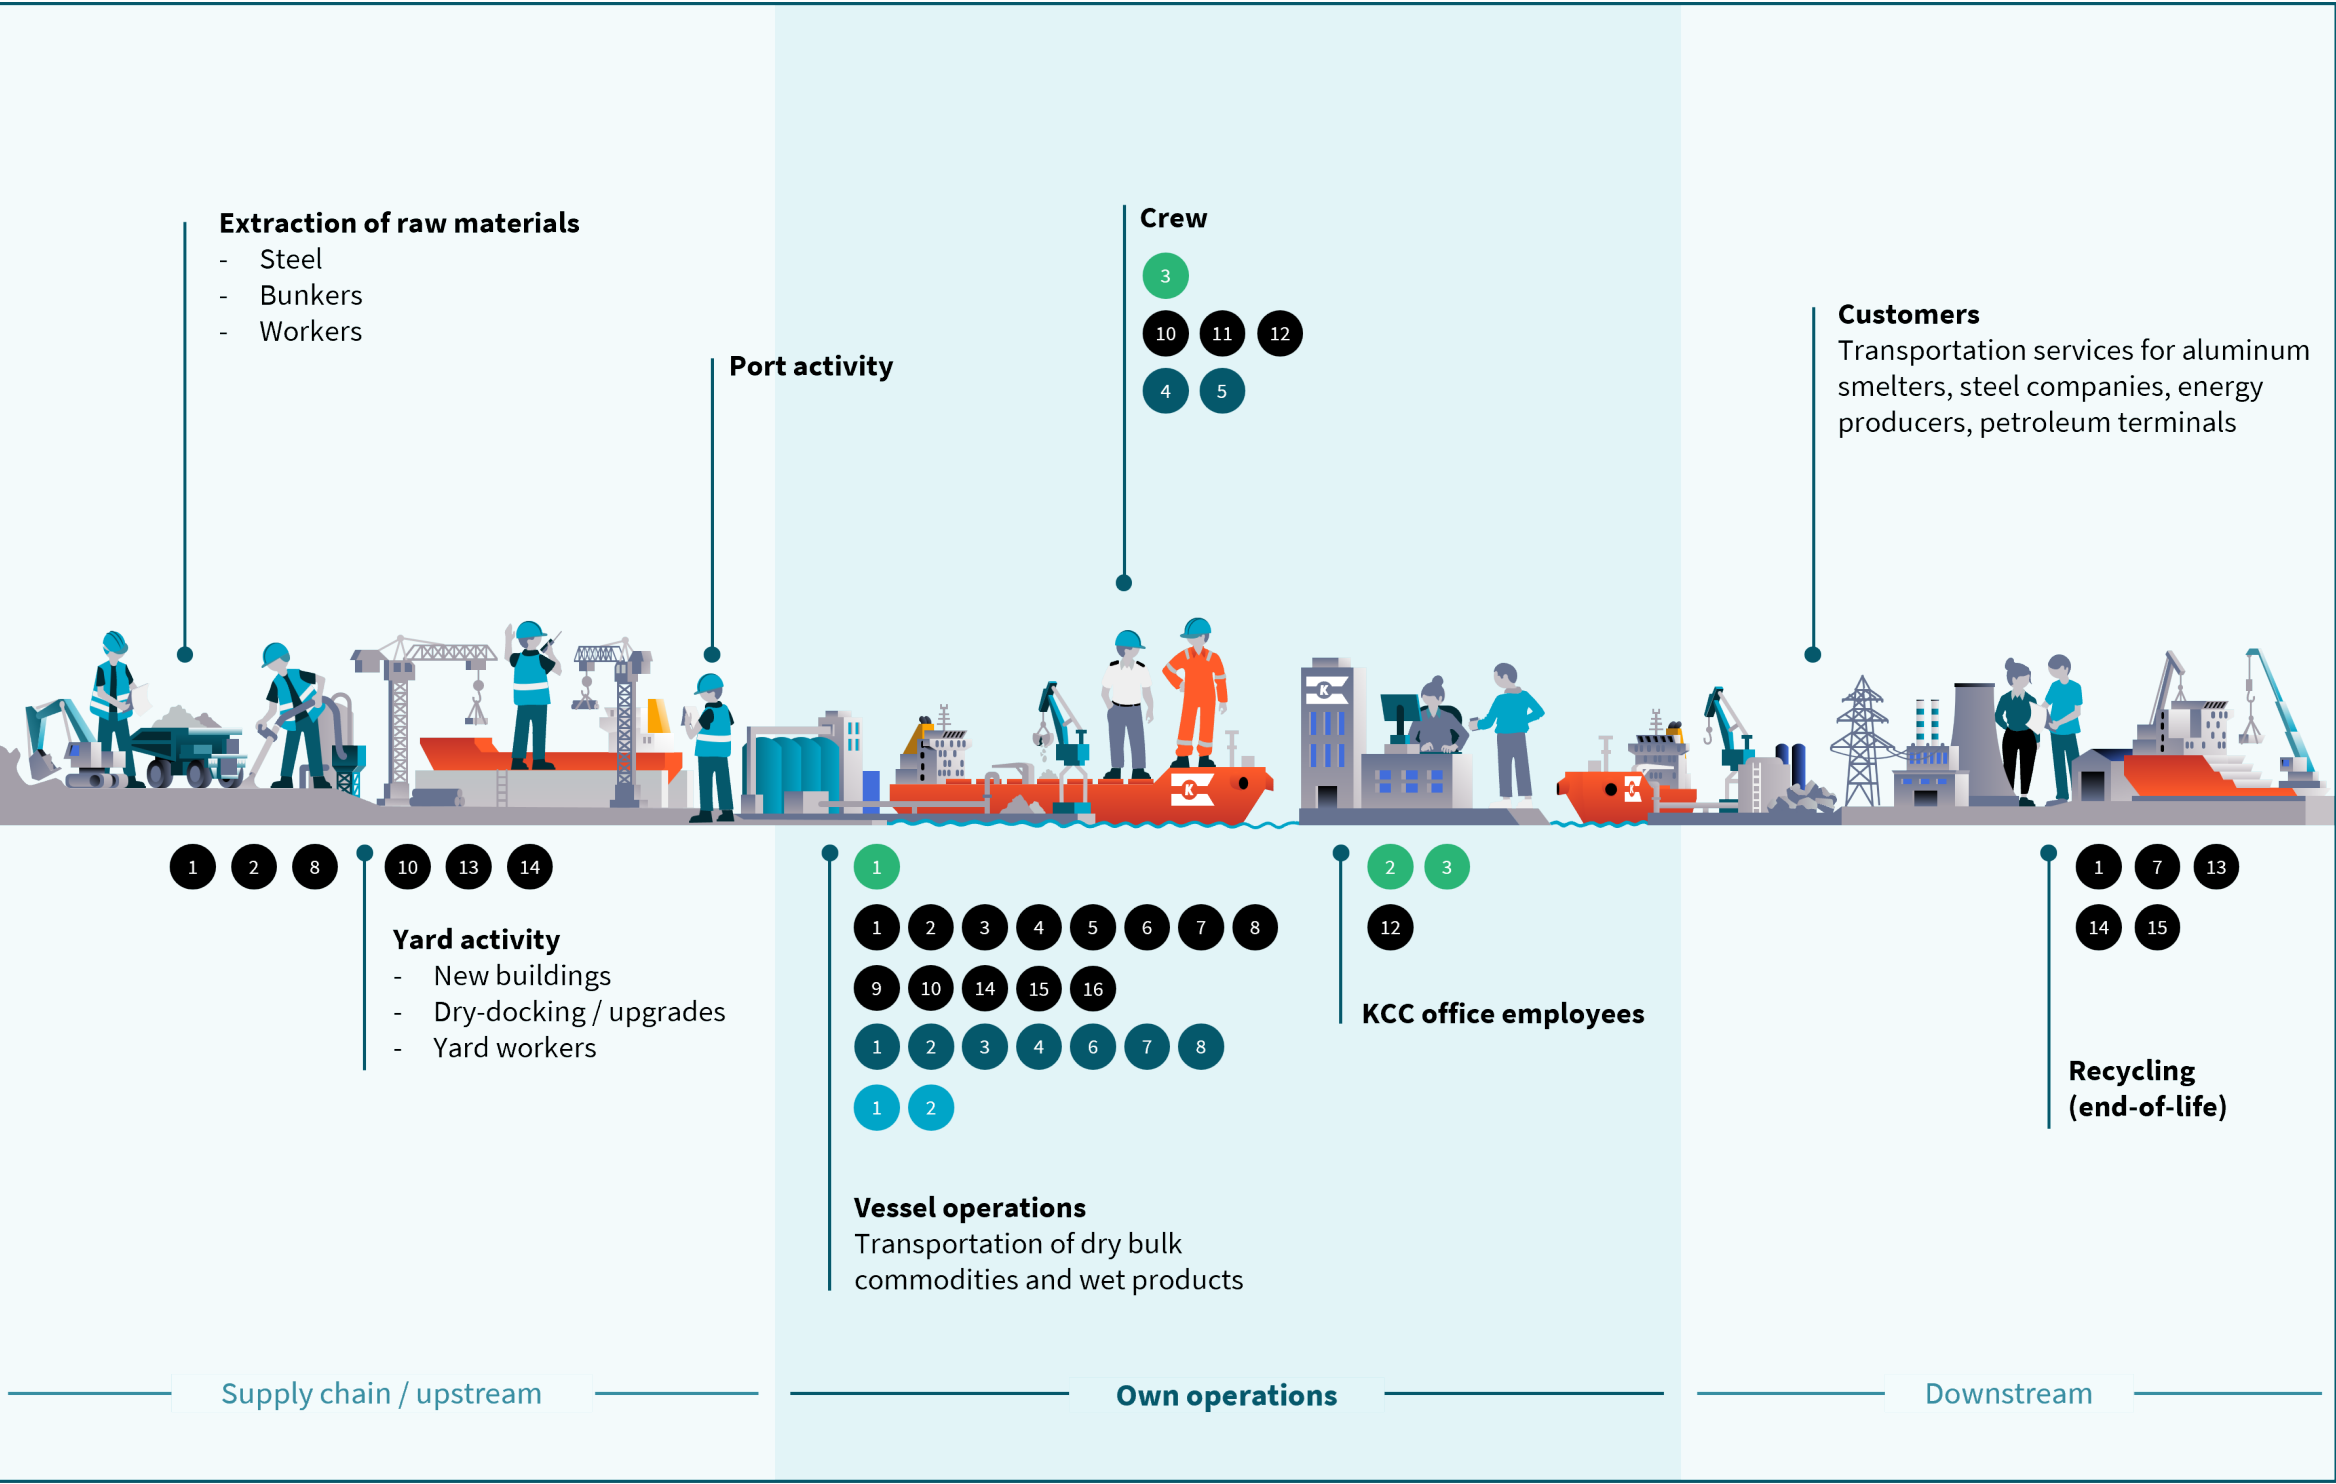 Extraction of raw materials
- Steel
- Bunkers
- Workers
Port activity
Crew
3
10 11 12
4 5
Customers
Transportation services for aluminum
smelters, steel companies, energy
producers, petroleum terminals
K
K
K
1 2 8
10 13 14
Yard activity
- New buildings
- Dry-docking / upgrades
- Yard workers
1
1 2 3 4 5 6 7 8
9 10 14 15 16
1 2 3 4 6 7 8
1 2
Vessel operations
Transportation of dry bulk
commodities and wet products
2 3
12
KCC office employees
1 7 13
14 15
Recycling
(end-of-life)
Supply chain / upstream
Own operations
Downstream